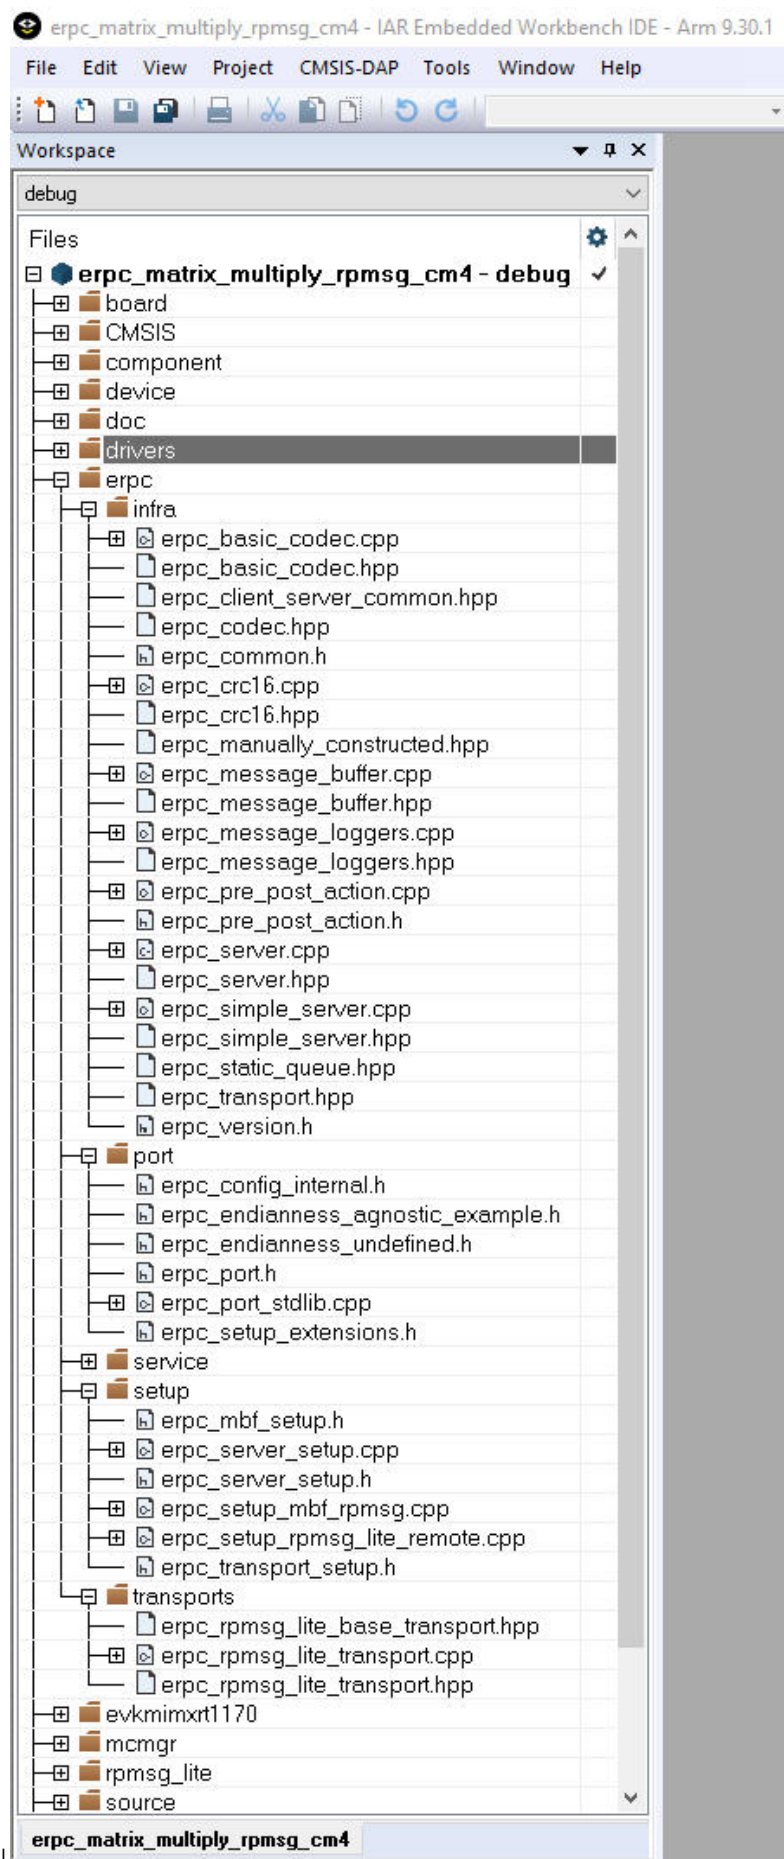 erpc_matrix_multiply_rpmsg_cm4 - IAR Embedded Workbench IDE - Arm 9.30.1
File Edit View Project CMSIS-DAP Tools Window Help
Workspace
debug
Files
erpc_matrix_multiply_rpmsg_cm4 - debug
board
CMSIS
component
device
doc
drivers
erpc
infra
erpc_basic_codec.cpp
erpc_basic_codec.hpp
erpc_client_server_common.hpp
erpc_codec.hpp
erpc_common.h
erpc_crc16.cpp
erpc_crc16.hpp
erpc_manually_constructed.hpp
erpc_message_buffer.cpp
erpc_message_buffer.hpp
erpc_message_loggers.cpp
erpc_message_loggers.hpp
erpc_pre_post_action.cpp
erpc_pre_post_action.h
erpc_server.cpp
erpc_server.hpp
erpc_simple_server.cpp
erpc_simple_server.hpp
erpc_static_queue.hpp
erpc_transport.hpp
erpc_version.h
port
erpc_config_internal.h
erpc_endianness_agnostic_example.h
erpc_endianness_undefined.h
erpc_port.h
erpc_port_stdlib.cpp
erpc_setup_extensions.h
service
setup
erpc_mbf_setup.h
erpc_server_setup.cpp
erpc_server_setup.h
erpc_setup_mbf_rpmsg.cpp
erpc_setup_rpmsg_lite_remote.cpp
erpc_transport_setup.h
transports
erpc_rpmsg_lite_base_transport.hpp
erpc_rpmsg_lite_transport.cpp
erpc_rpmsg_lite_transport.hpp
evkmimxrt1170
mcmgr
rpmsg_lite
source
erpc_matrix_multiply_rpmsg_cm4